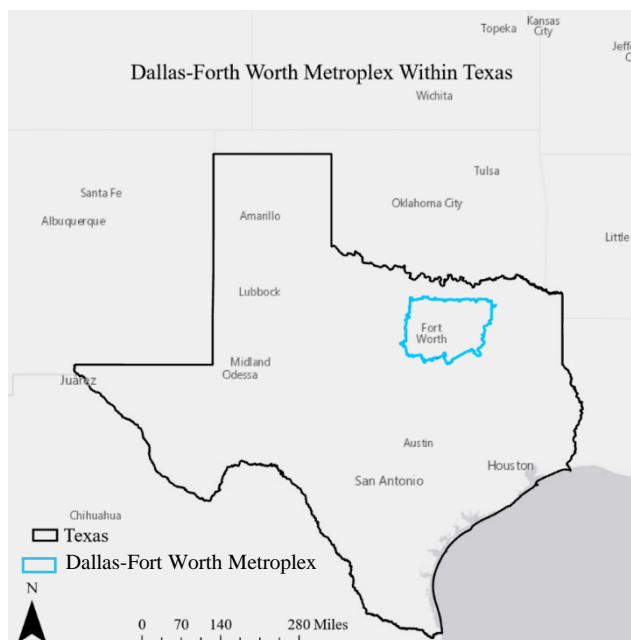 Topeka
Kansas
City
Jeff
Dallas-Forth Worth Metroplex Within Texas
Wichita
Tulsa
Santa Fe
Oklahoma City
Albuquerque
Amarillo
Little
Lubbock
Fort
Worth
Midland
Odessa
Juarez
Austin
Houston
San Antonio
Chihuahua
Texas
Dallas-Fort Worth Metroplex
N
0 70 140 280 Miles